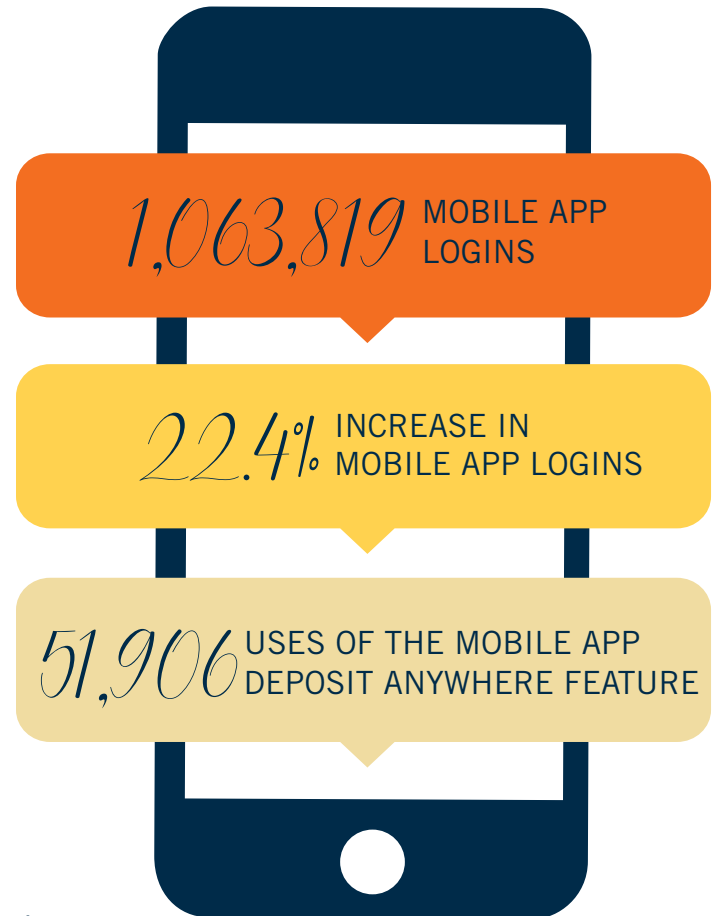 1,063,819 MOBILE APP
LOGINS
22.4% INCREASE IN
MOBILE APP LOGINS
51,906 USES OF THE MOBILE APP
DEPOSIT ANYWHERE FEATURE